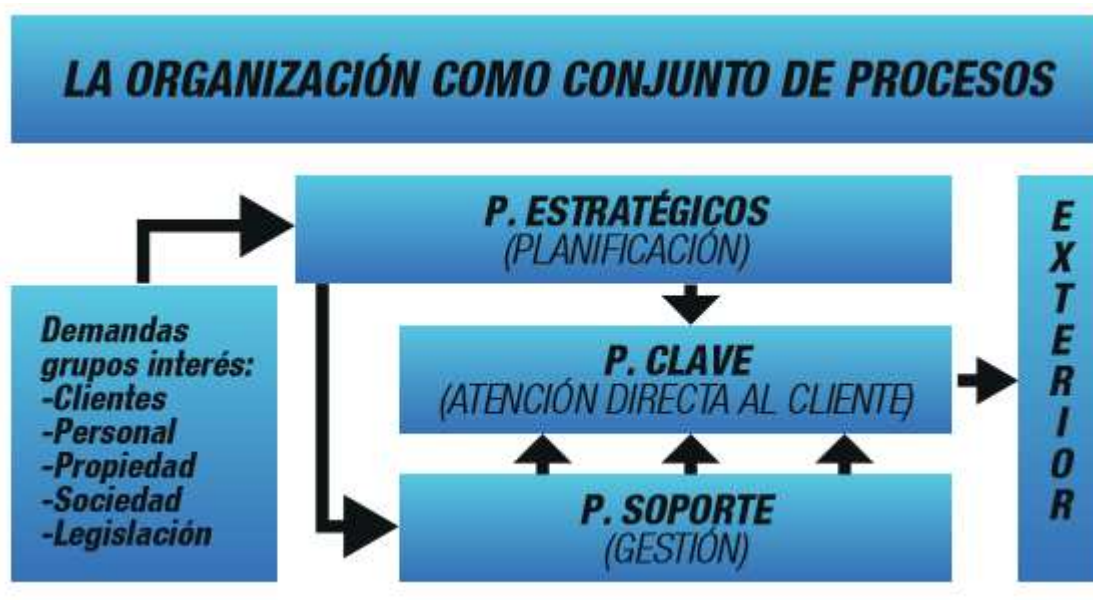 LA ORGANIZACIÓN COMO CONJUNTO DE PROCESOS
P. ESTRATÉGICOS
(PLANIFICACIÓN)
Demandas
grupos interés:
-Clientes
-Personal
-Propiedad
-Sociedad
-Legislación
P. CLAVE
(ATENCIÓN DIRECTA AL CLIENTE)
P. SOPORTE
(GESTIÓN)
EXTERIOR